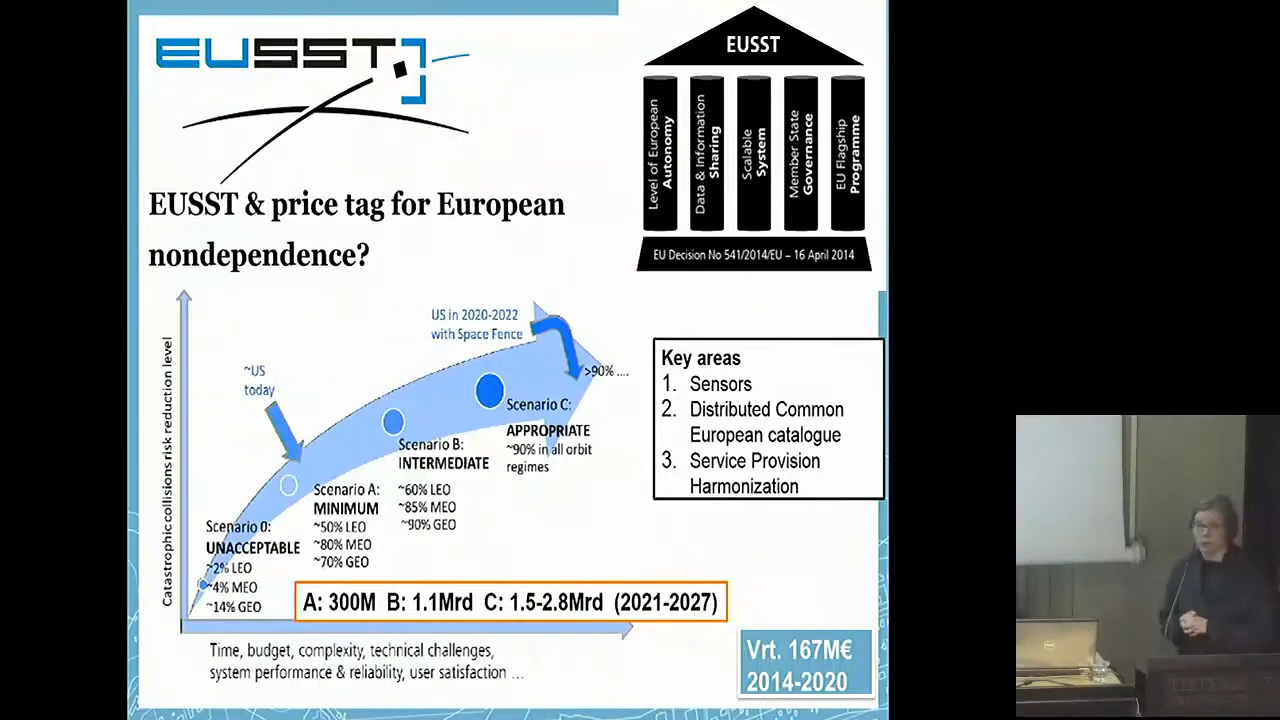 EUSST
EUSST & price tag for European
nondependence?
EUSST
Level of European
Autonomy
Data & Information
Sharing
Scalable
System
Member State
Governance
EU Flagship
Programme
EU Decision No 541/2014/EU – 16 April 2014
Catastrophic collisions risk reduction level
~US
today
US in 2020-2022
with Space Fence
>90% ....
Scenario 0:
UNACCEPTABLE
~2% LEO
~4% MEO
~14% GEO
Scenario A:
MINIMUM
~50% LEO
~80% MEO
~70% GEO
Scenario B:
INTERMEDIATE
~60% LEO
~85% MEO
~90% GEO
Scenario C:
APPROPRIATE
~90% in all orbit
regimes
A: 300M B: 1.1Mrd C: 1.5-2.8Mrd (2021-2027)
Time, budget, complexity, technical challenges,
system performance & reliability, user satisfaction ...
Key areas
1. Sensors
2. Distributed Common
European catalogue
3. Service Provision
Harmonization
Vrt. 167M€
2014-2020